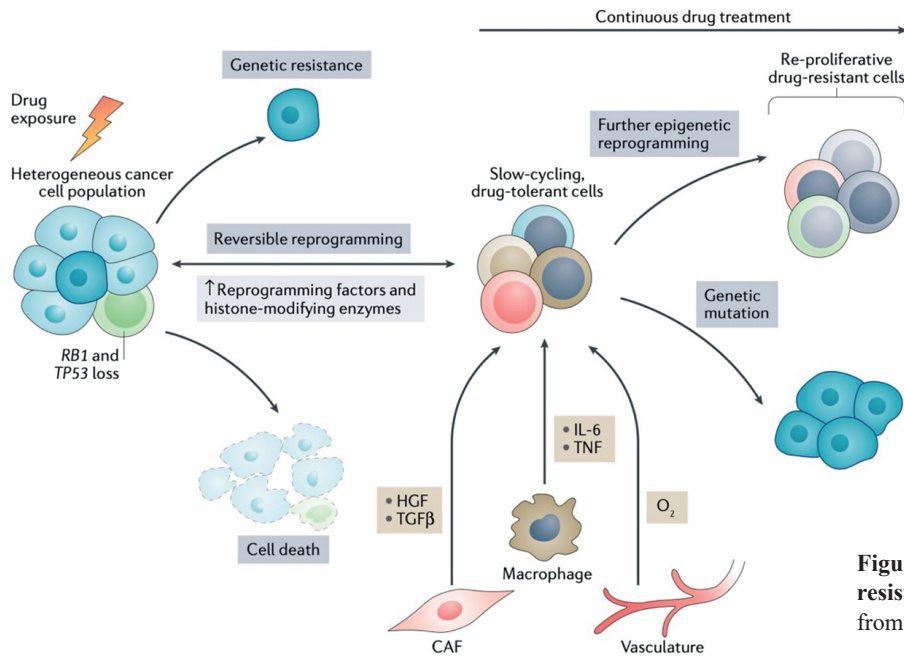 Continuous drug treatment
Genetic resistance
Re-proliferative
drug-resistant cells
Drug
exposure
Further epigenetic
reprogramming
Heterogeneous cancer
cell population
Slow-cycling,
drug-tolerant cells
Reversible reprogramming
↑Reprogramming factors and
histone-modifying enzymes
Genetic
mutation
RB1 and
TP53 loss
• IL-6
• TNF
• HGF
• TGFβ
O₂
Cell death
Macrophage
CAF
Vasculature
Figu
resist
from